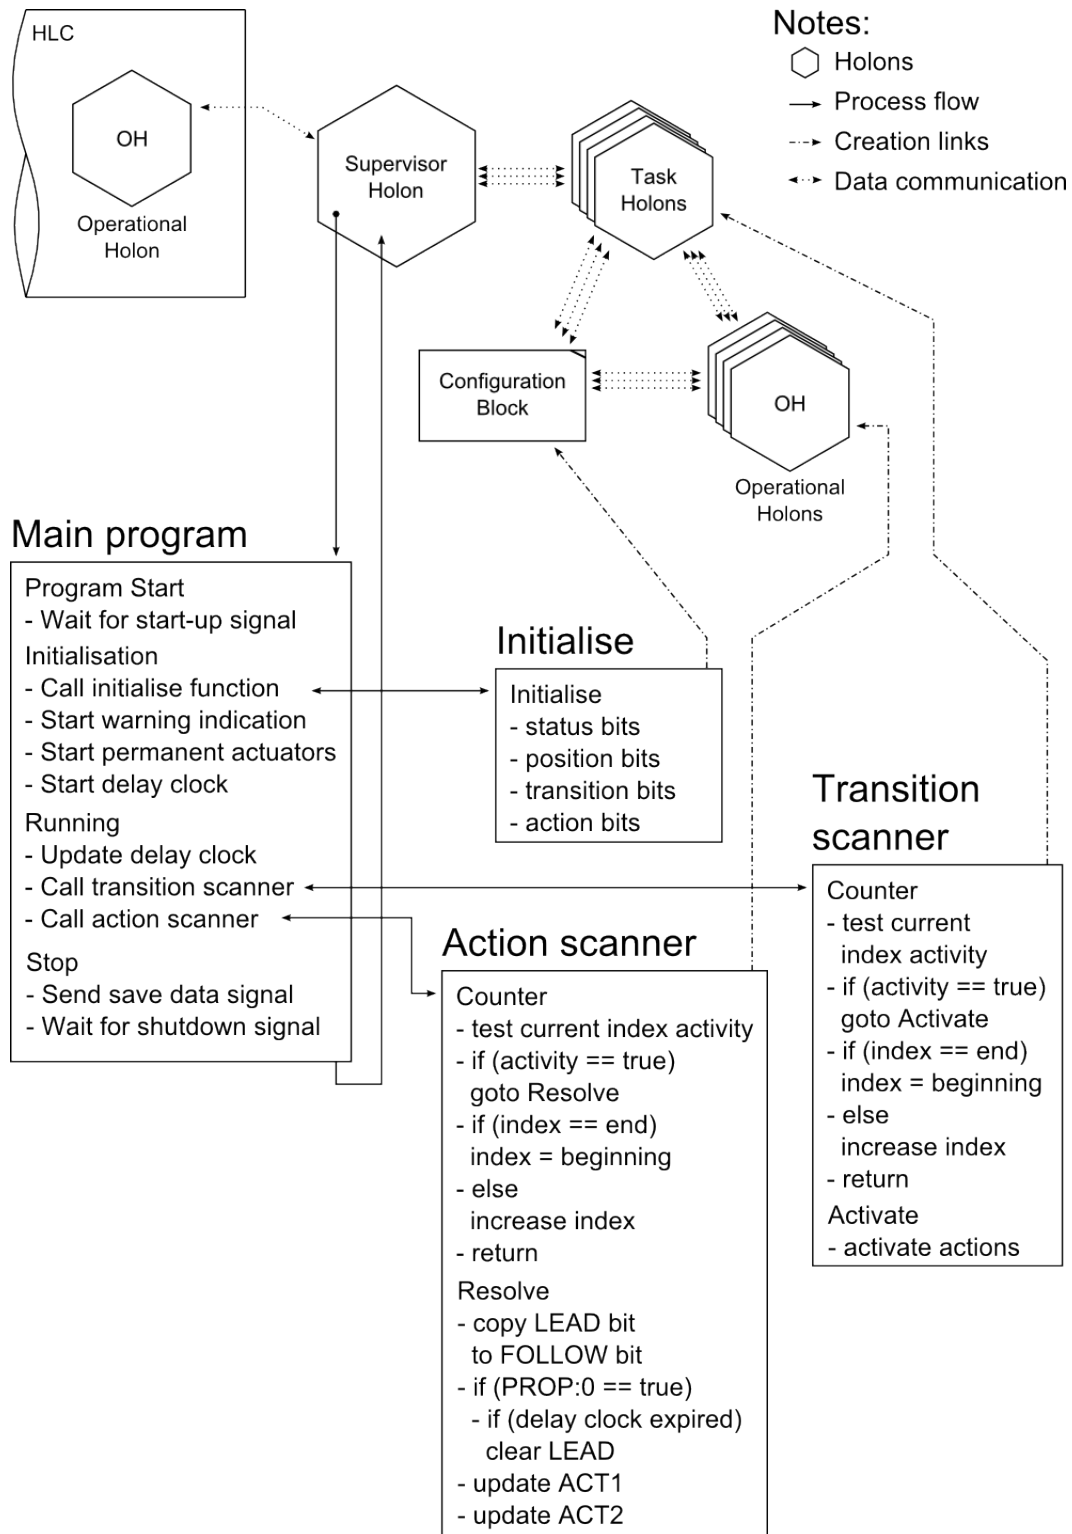 HLC
OH
Operational
Holon
Supervisor
Holon
Task
Holons
Notes:
Holons
Process flow
Creation links
Data communication
Configuration
Block
OH
Operational
Holons
Main program
Program Start
- Wait for start-up signal
Initialisation
- Call initialise function
- Start warning indication
- Start permanent actuators
- Start delay clock
Running
- Update delay clock
- Call transition scanner
- Call action scanner
Stop
- Send save data signal
- Wait for shutdown signal
Initialise
Initialise
- status bits
- position bits
- transition bits
- action bits
Transition
scanner
Counter
- test current
index activity
- if (activity == true)
goto Activate
- if (index == end)
index = beginning
- else
increase index
- return
Activate
- activate actions
Action scanner
Counter
- test current index activity
- if (activity == true)
goto Resolve
- if (index == end)
index = beginning
- else
increase index
- return
Resolve
- copy LEAD bit
to FOLLOW bit
- if (PROP:0 == true)
- if (delay clock expired)
clear LEAD
- update ACT1
- update ACT2